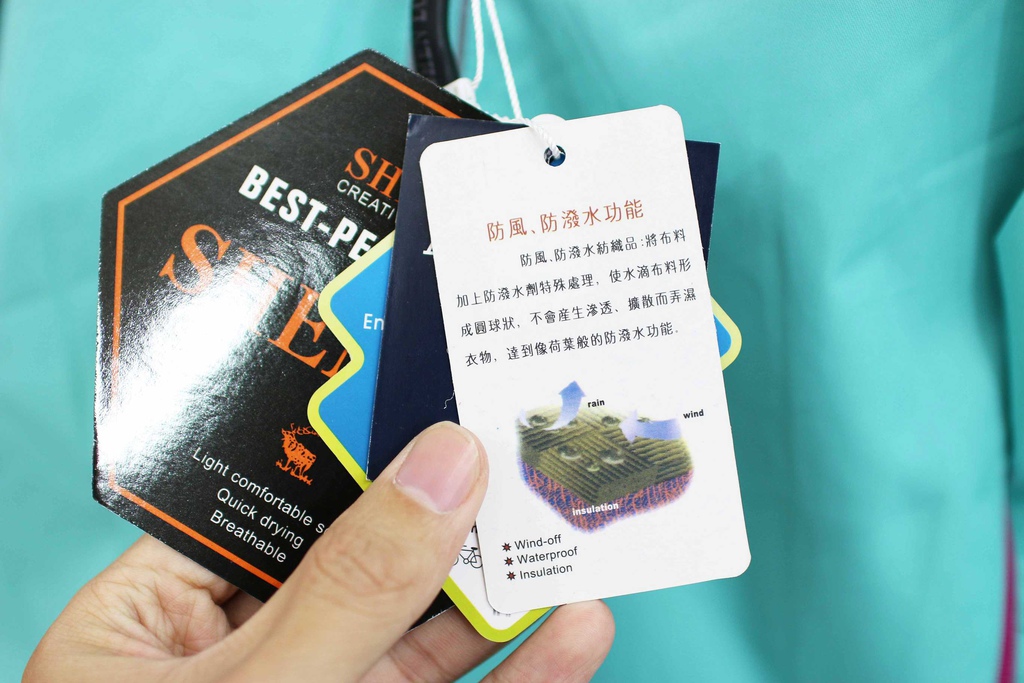 SH
CREATI
BEST-PE
SHE
Light comfortable s
Quick drying
Breathable
En
防風、防潑水功能
防風、防潑水紡織品:將布料
加上防潑水劑特殊處理，使水滴布料形
成圓球狀，不會産生滲透、擴散而弄濕
衣物，達到像荷葉般的防潑水功能。
rain
wind
insulation
Wind-off
Waterproof
Insulation